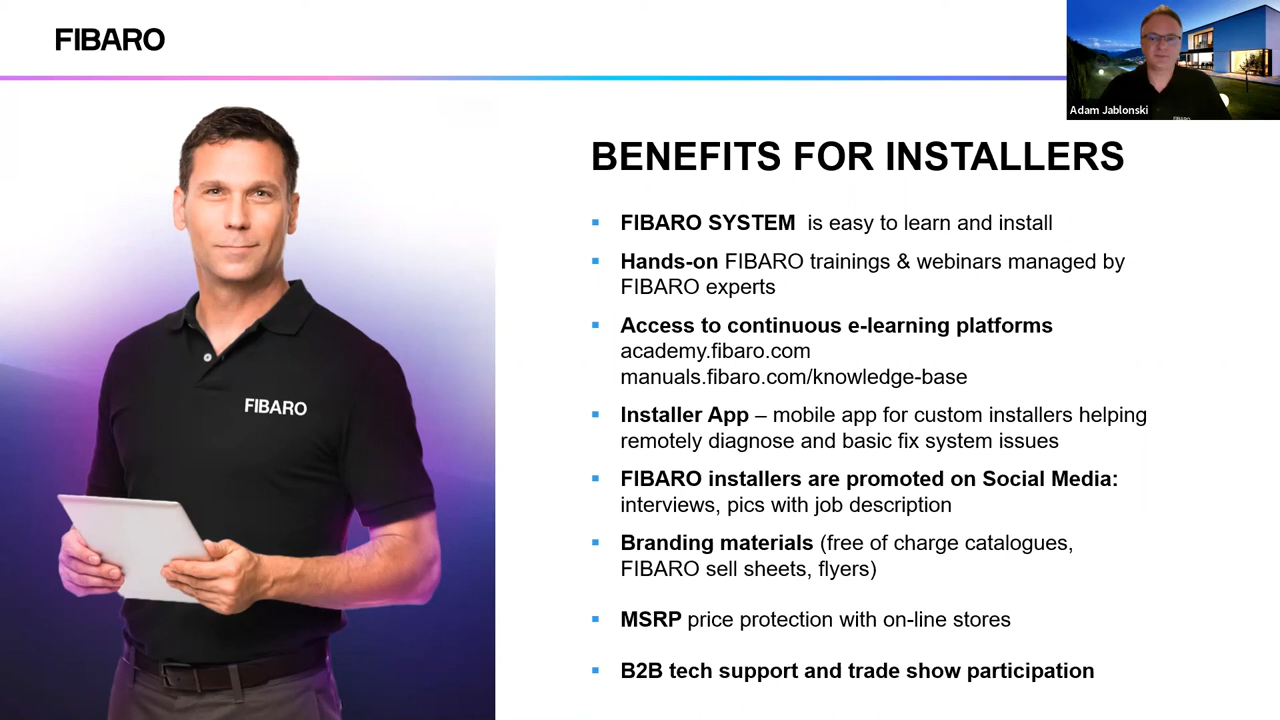 FIBARO
Adam Jablonski
FIBARO
BENEFITS FOR INSTALLERS
FIBARO SYSTEM is easy to learn and install
Hands-on FIBARO trainings & webinars managed by
FIBARO experts
Access to continuous e-learning platforms
academy.fibaro.com
manuals.fibaro.com/knowledge-base
Installer App – mobile app for custom installers helping
remotely diagnose and basic fix system issues
FIBARO installers are promoted on Social Media:
interviews, pics with job description
Branding materials (free of charge catalogues,
FIBARO sell sheets, flyers)
MSRP price protection with on-line stores
B2B tech support and trade show participation
FIBARO